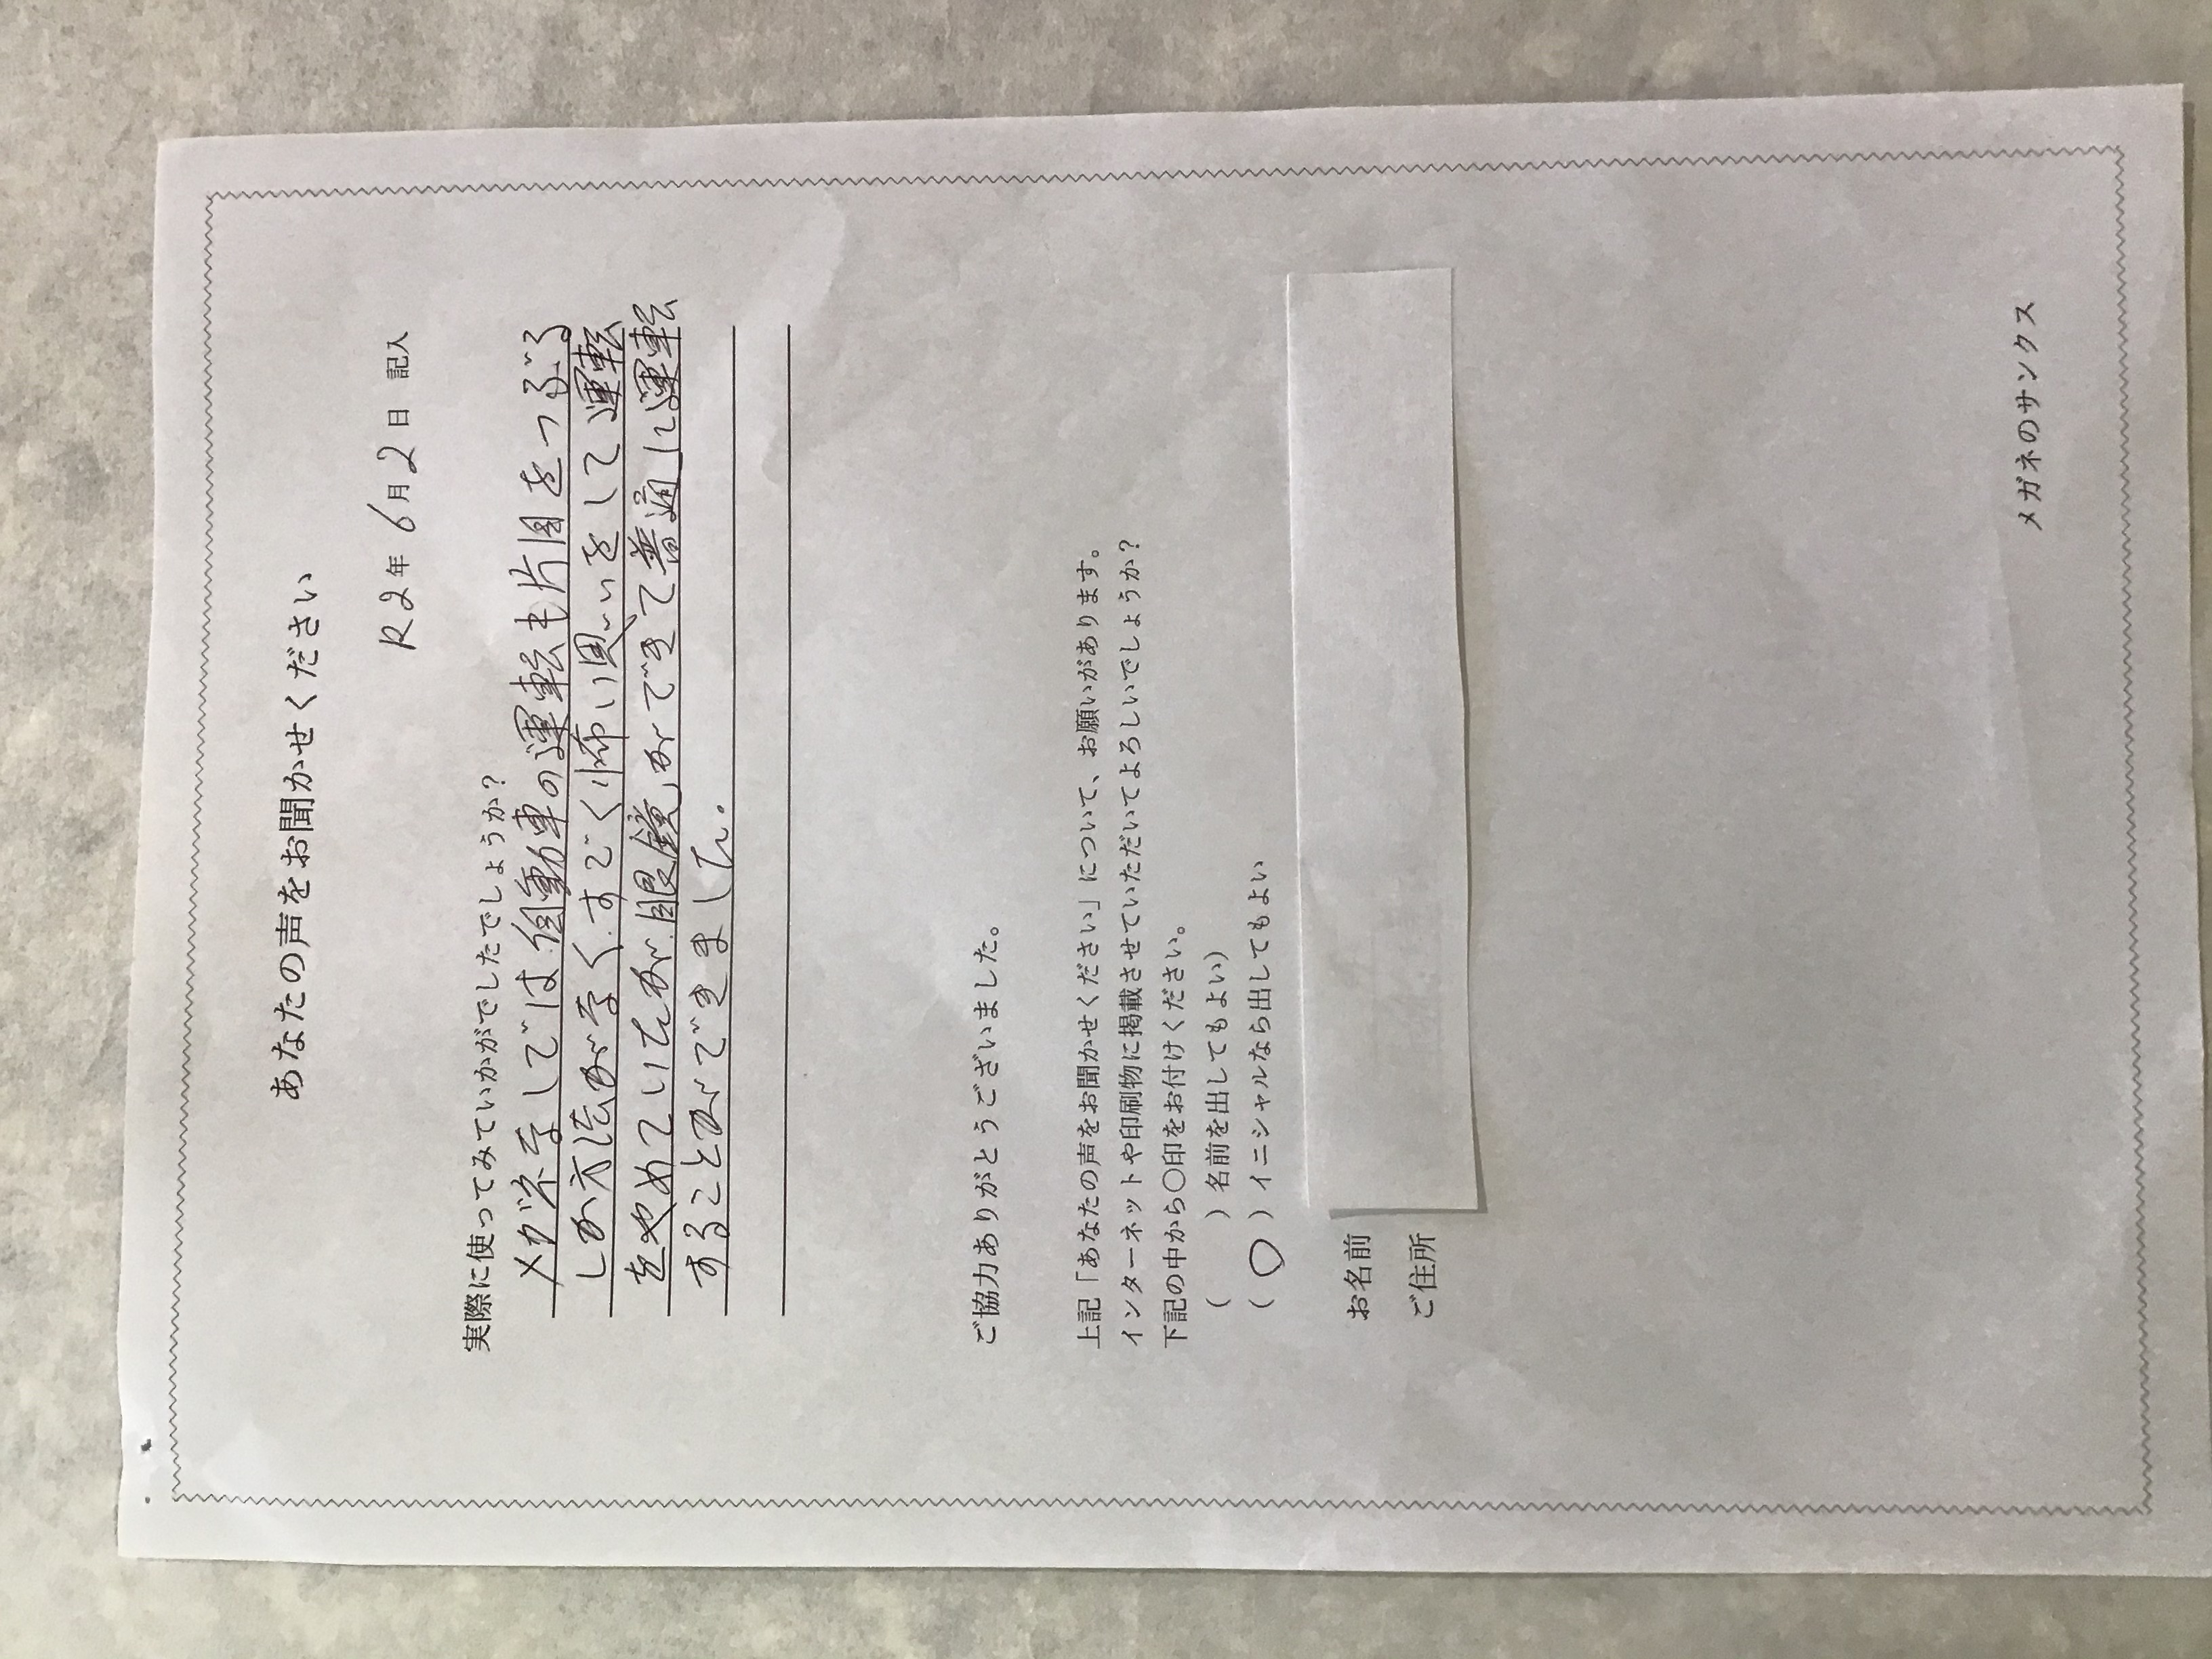 あなたの声をお聞かせください
R2年 6月 2日 記入
実際に使ってみていかがでしたでしょうか?
メガネなしでは自動車の運転も片目をつぶる
しか方法がなく、すごく怖い思いをして運転
をやめていたが「眼鏡」ができて普通に運転
することができました。
ご協力ありがとうございました。
上記「あなたの声をお聞かせください」について、お願いがあります。
インターネットや印刷物に掲載させていただいてよろしいでしょうか?
下記の中から〇印をお付けください。
(　　)名前を出してもよい)
(〇)イニシャルなら出してもよい
お名前
ご住所
メガネのサンクス